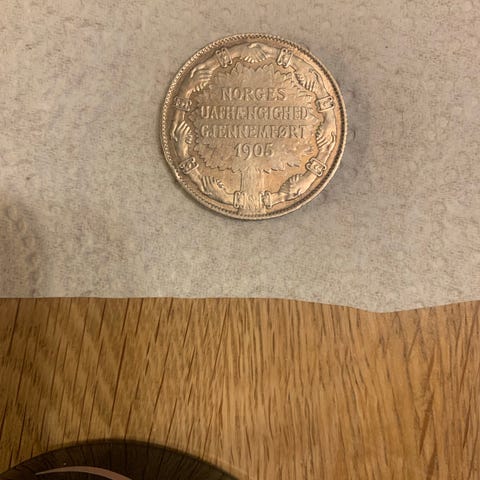 NORGES
UAFHÆNGIGHED
GJENNEMFØRT
1905